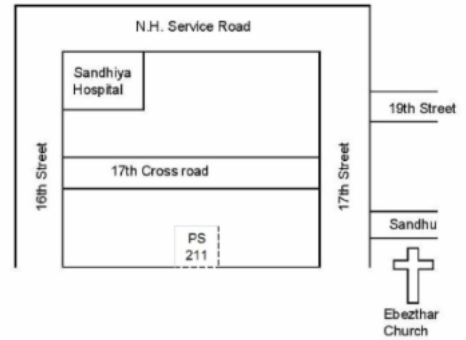 N.H. Service Road
Sandhiya
Hospital
19th Street
17th Cross road
16th Street
17th Street
PS
211
Sandhu
Ebezthar
Church